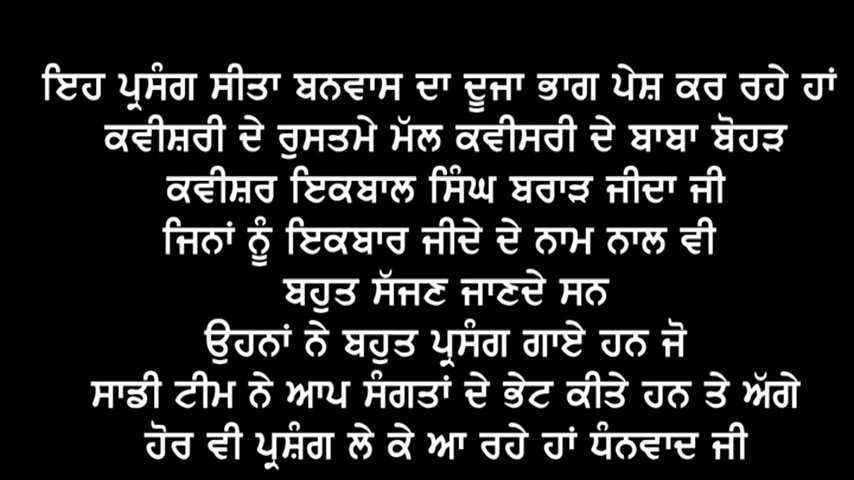 ਇਹ ਪ੍ਰਸੰਗ ਸੀਤਾ ਬਨਵਾਸ ਦਾ ਦੂਜਾ ਭਾਗ ਪੇਸ਼ ਕਰ ਰਹੇ ਹਾਂ
ਕਵੀਸ਼ਰੀ ਦੇ ਰੁਸਤਮੇ ਮੱਲ ਕਵੀਸਰੀ ਦੇ ਬਾਬਾ ਬੋਹੜ
ਕਵੀਸ਼ਰ ਇਕਬਾਲ ਸਿੰਘ ਬਰਾੜ ਜੀਦਾ ਜੀ
ਜਿਨਾਂ ਨੂੰ ਇਕਬਾਰ ਜੀਦੇ ਦੇ ਨਾਮ ਨਾਲ ਵੀ
ਬਹੁਤ ਸੱਜਣ ਜਾਣਦੇ ਸਨ
ਉਹਨਾਂ ਨੇ ਬਹੁਤ ਪ੍ਰਸੰਗ ਗਾਏ ਹਨ ਜੋ
ਸਾਡੀ ਟੀਮ ਨੇ ਆਪ ਸੰਗਤਾਂ ਦੇ ਭੇਟ ਕੀਤੇ ਹਨ ਤੇ ਅੱਗੇ
ਹੋਰ ਵੀ ਪ੍ਰਸ਼ੰਗ ਲੇ ਕੇ ਆ ਰਹੇ ਹਾਂ ਧੰਨਵਾਦ ਜੀ